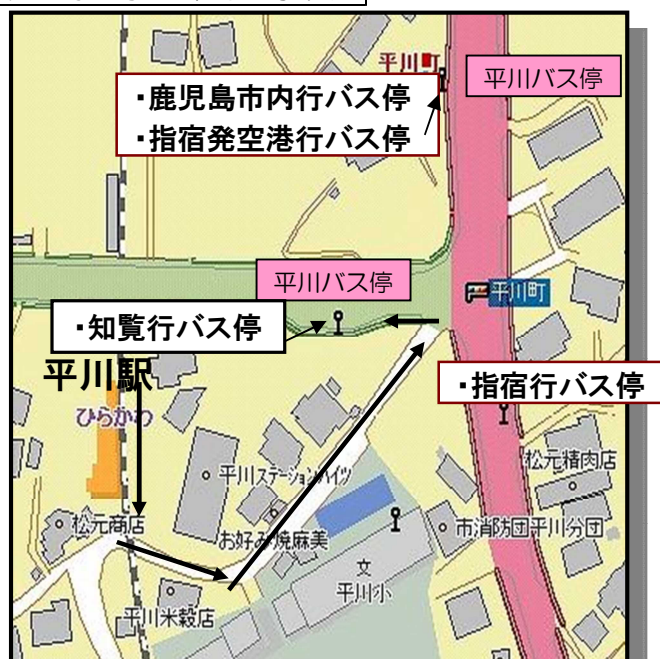 平川町
平川バス停
・鹿児島市内行バス停
・指宿発空港行バス停
平川バス停
平川町
・知覧行バス停
平川駅
ひらかわ
・指宿行バス停
平川ステーションハイツ
松元精肉店
松元商店
お好み焼麻美
市消防団平川分団
文
平川小
平川米穀店